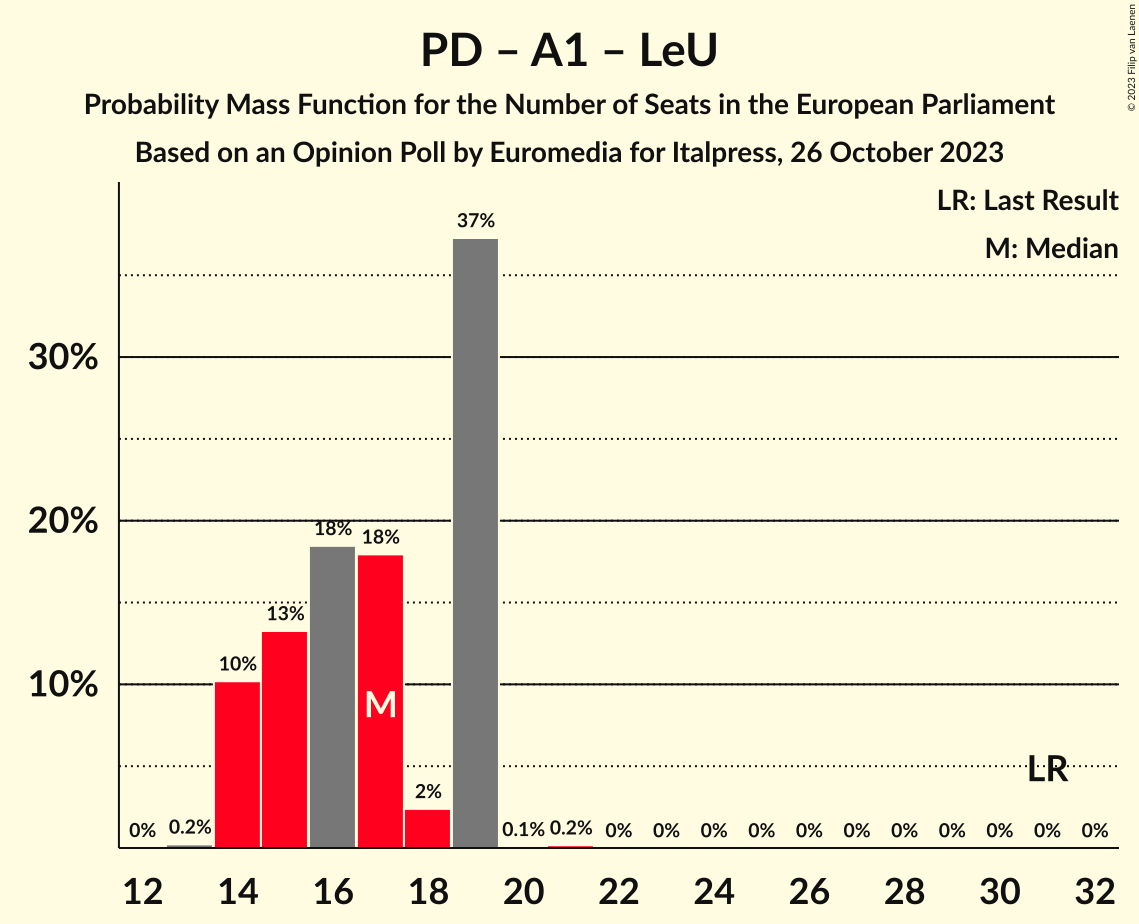 PD – A1 – LeU
Probability Mass Function for the Number of Seats in the European Parliament
Based on an Opinion Poll by Euromedia for Italpress, 26 October 2023
© 2023 Filip van Laenen
LR: Last Result
M: Median
37%
30%
20%
18%
18%
13%
10%
10%
M
LR
2%
0%
0.2%
0.1%
0.2%
0%
0%
0%
0%
0%
0%
0%
0%
0%
0%
0%
12 14 16 18 20 22 24 26 28 30 32